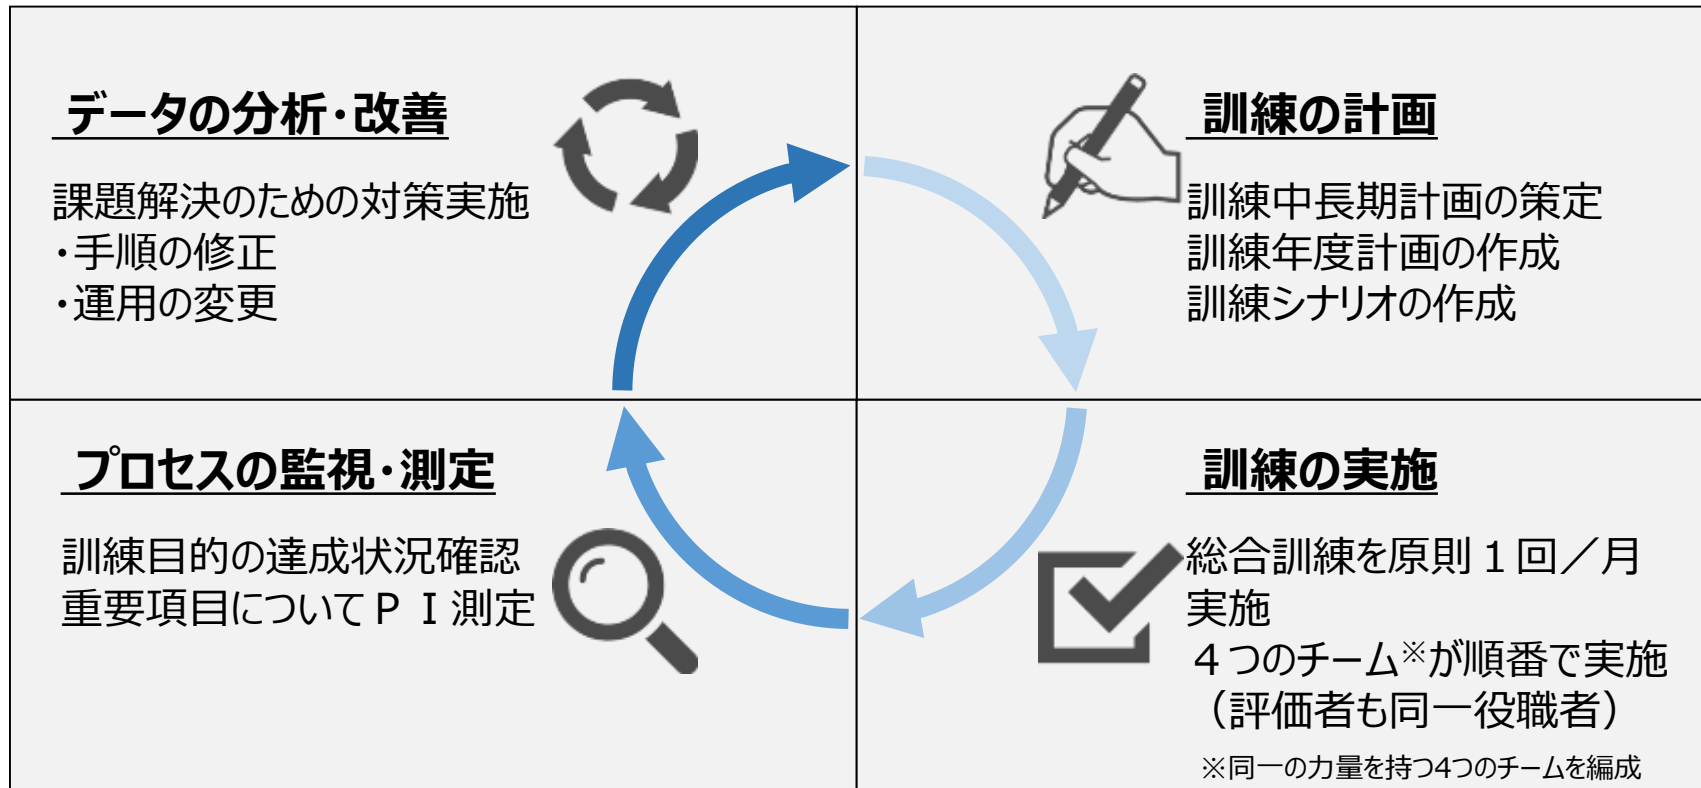 データの分析・改善
課題解決のための対策実施
・手順の修正
・運用の変更
訓練の計画
訓練中長期計画の策定
訓練年度計画の作成
訓練シナリオの作成
プロセスの監視・測定
訓練目的の達成状況確認
重要項目についてＰＩ測定
訓練の実施
総合訓練を原則１回／月
実施
４つのチーム※が順番で実施
（評価者も同一役職者）
※同一の力量を持つ4つのチームを編成